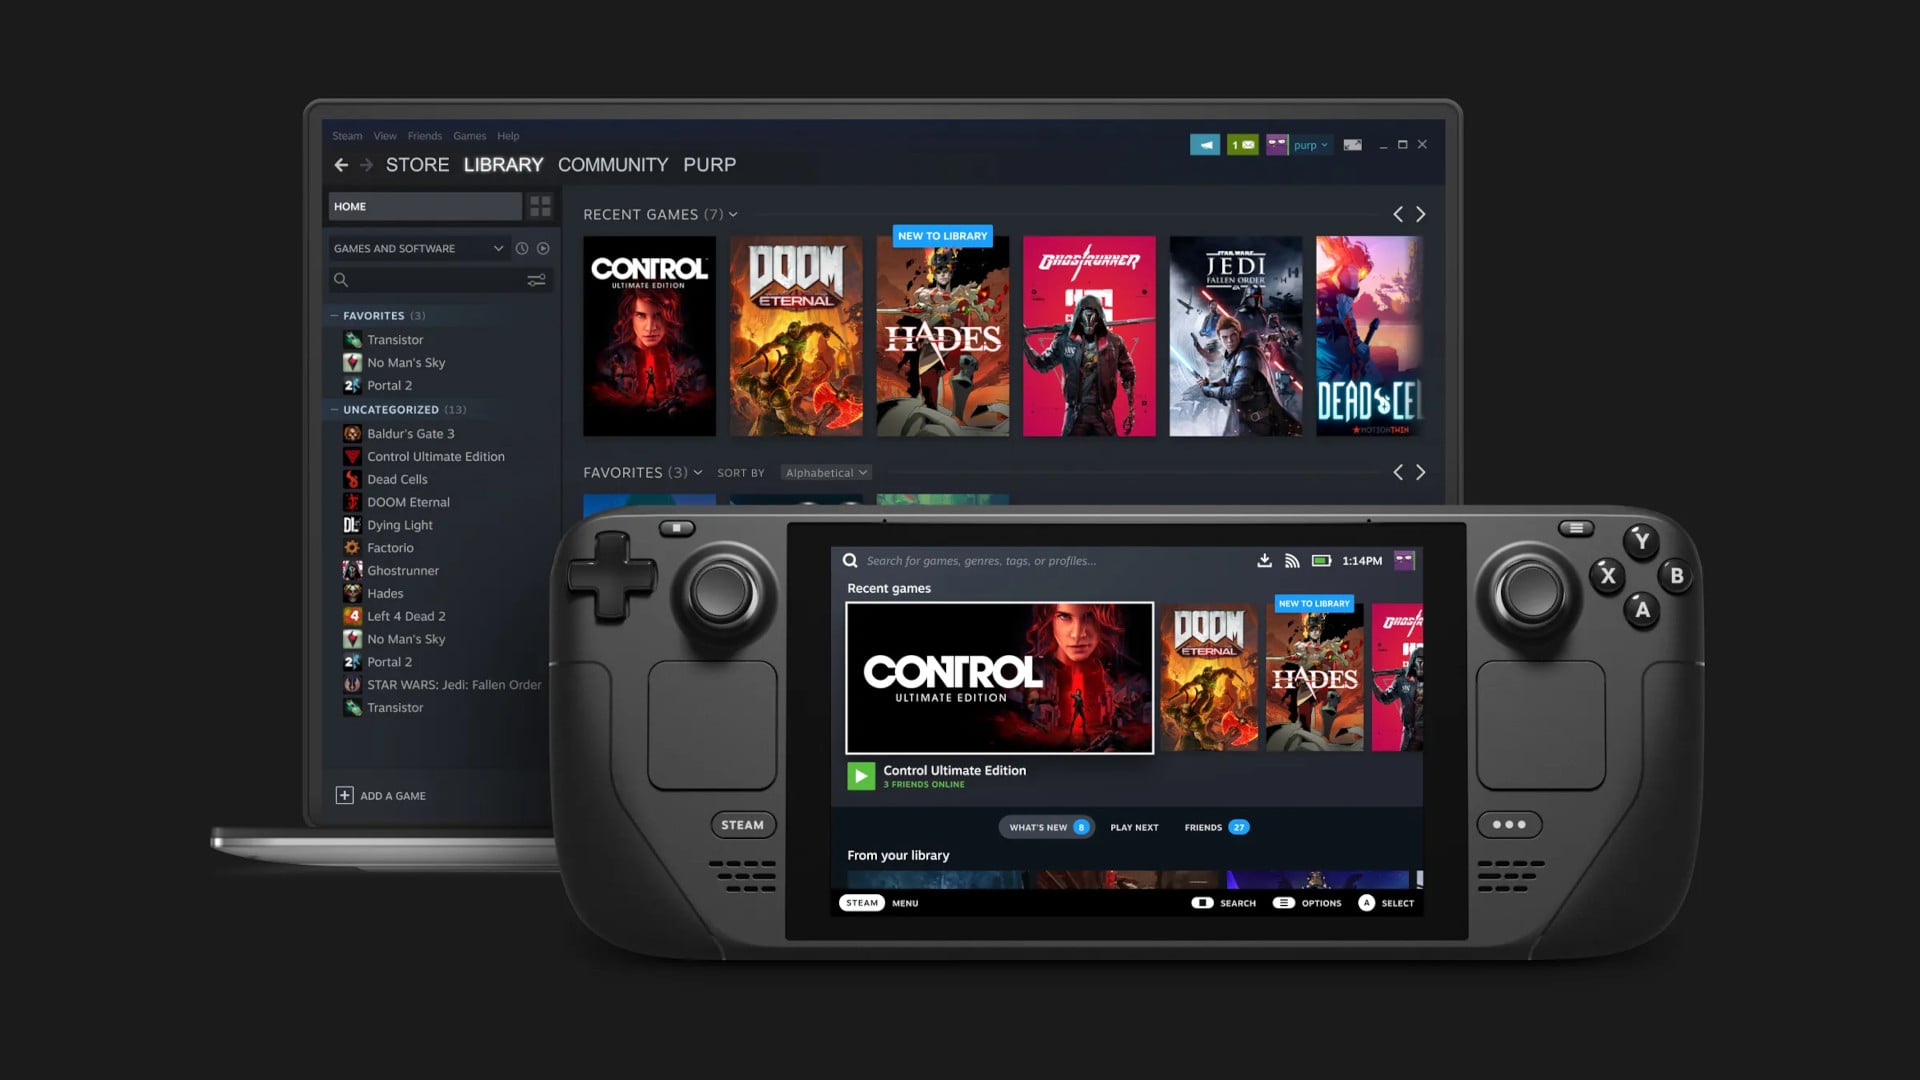 Steam View Friends Games Help
STORE LIBRARY COMMUNITY PURP
1
purp
HOME
GAMES AND SOFTWARE
FAVORITES (3)
Transistor
No Man's Sky
Portal 2
UNCATEGORIZED (13)
Baldur's Gate 3
Control Ultimate Edition
Dead Cells
DOOM Eternal
Dying Light
Factorio
Ghostrunner
Hades
Left 4 Dead 2
No Man's Sky
Portal 2
STAR WARS: Jedi: Fallen Order
Transistor
ADD A GAME
RECENT GAMES (7)
CONTROL
ULTIMATE EDITION
DOOM
ETERNAL
NEW TO LIBRARY
HADES
GHOSTRUNNER
STAR WARS
JEDI
FALLEN ORDER
DEAD CEL
MOTIONTWIN
FAVORITES (3) SORT BY Alphabetical
Search for games, genres, tags, or profiles...
1:14PM
Recent games
CONTROL
ULTIMATE EDITION
DOOM
ETERNAL
NEW TO LIBRARY
HADES
Control Ultimate Edition
3 FRIENDS ONLINE
WHAT'S NEW 8 PLAY NEXT FRIENDS 27
From your library
STEAM MENU
SEARCH OPTIONS A SELECT
STEAM
Y
X
B
A